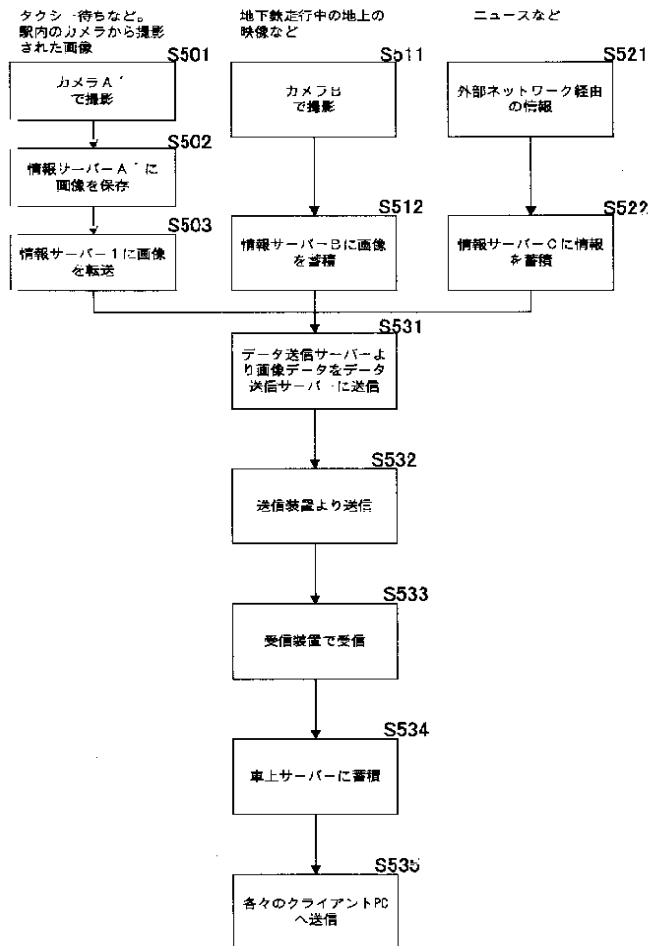 タクシー待ちなど。
駅内のカメラから撮影
された画像
地下鉄走行中の地上の
映像など
ニュースなど
S501
カメラA´
で撮影
S511
カメラB
で撮影
S521
外部ネットワーク経由
の情報
S502
情報サーバーA´に
画像を保存
S503
情報サーバー1に画像
を転送
S512
情報サーバーBに画像
を蓄積
S522
情報サーバーCに情報
を蓄積
S531
データ送信サーバーよ
り画像データをデータ
送信サーバーに送信
S532
送信装置より送信
S533
受信装置で受信
S534
車上サーバーに蓄積
S535
各々のクライアントPC
へ送信